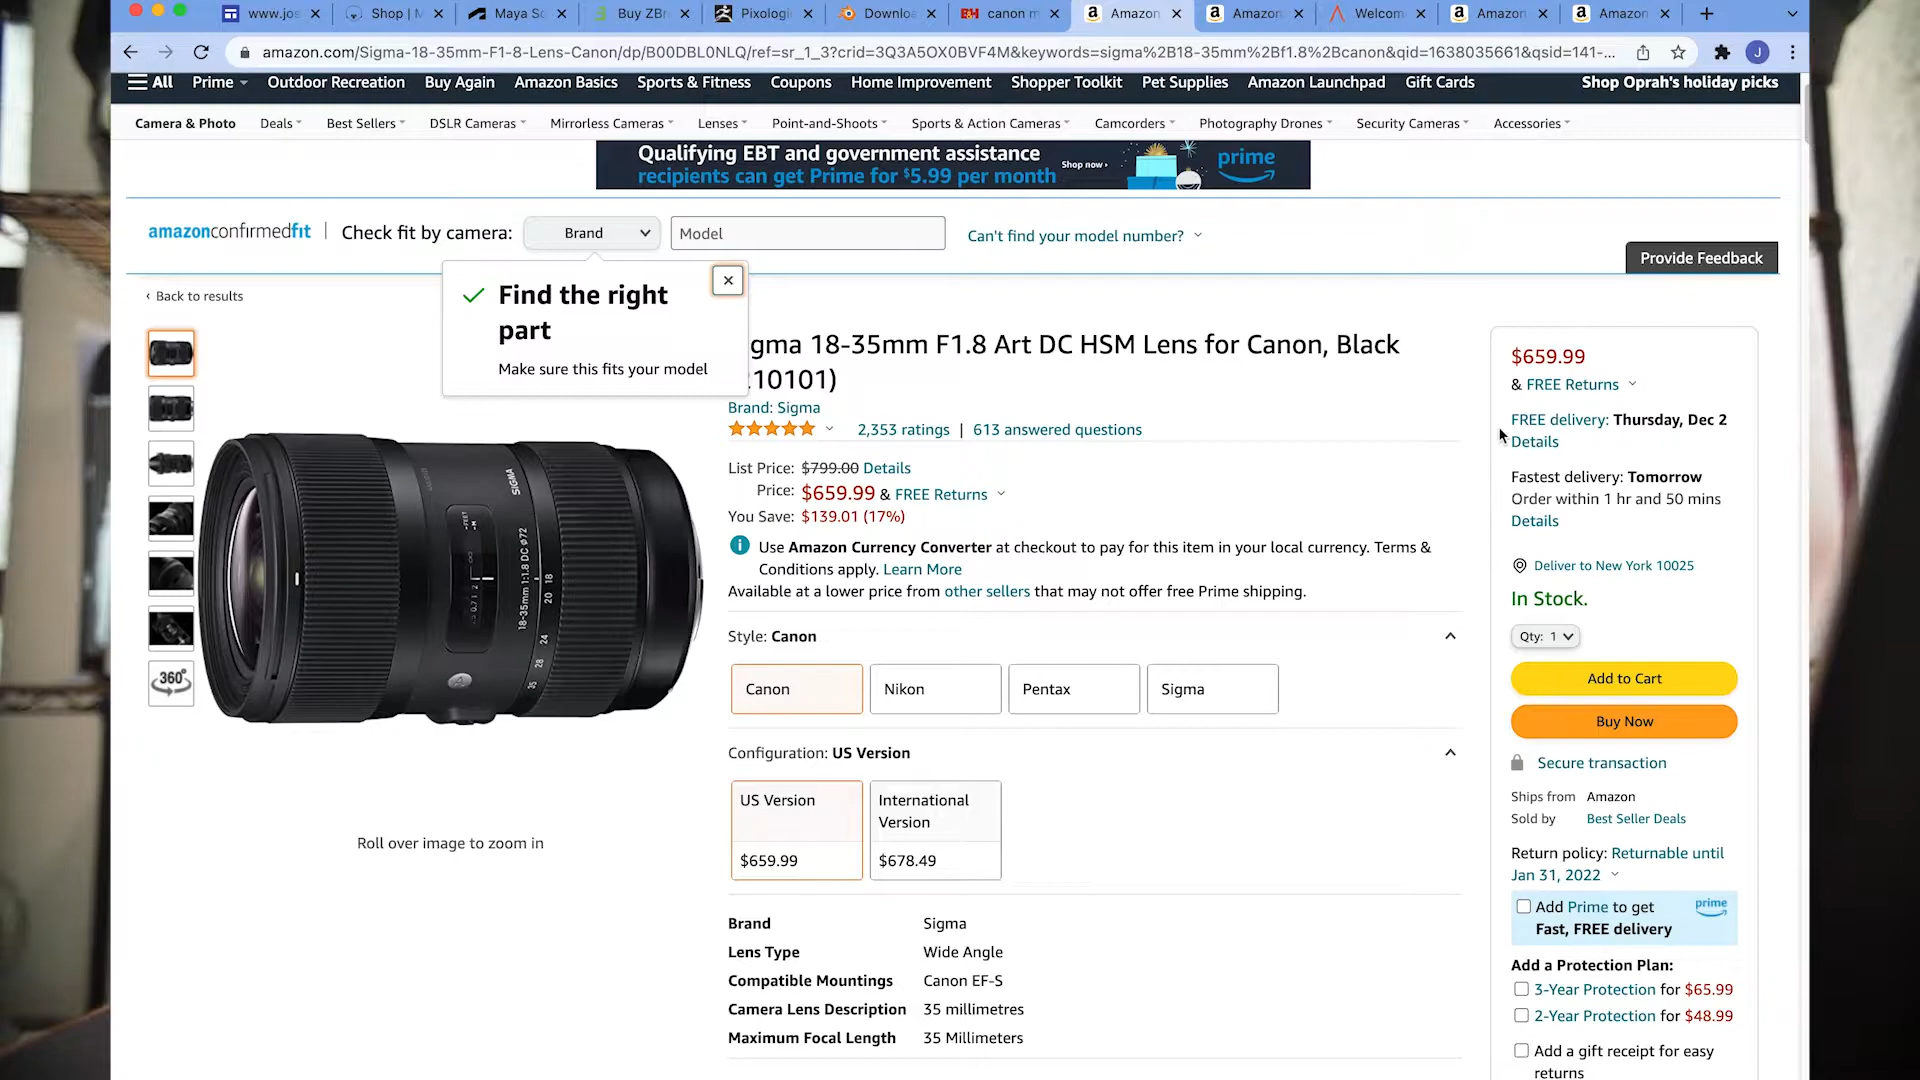 www.jos
Shop | M
Maya So
Buy ZBr
Pixologi
Downloa
canon m
Amazon
Amazon
Welcom
Amazon
Amazon
amazon.com/Sigma-18-35mm-F1-8-Lens-Canon/dp/B00DBL0NLQ/ref=sr_1_3?crid=3Q3A5OX0BVF4M&keywords=sigma%2B18-35mm%2Bf1.8%2Bcanon&qid=1638035661&qsid=141-...
J
All Prime Outdoor Recreation Buy Again Amazon Basics Sports & Fitness Coupons Home Improvement Shopper Toolkit Pet Supplies Amazon Launchpad Gift Cards Shop Oprah's holiday picks
Camera & Photo Deals Best Sellers DSLR Cameras Mirrorless Cameras Lenses Point-and-Shoots Sports & Action Cameras Camcorders Photography Drones Security Cameras Accessories
Qualifying EBT and government assistance
recipients can get Prime for $5.99 per month
Shop now ›
prime
amazonconfirmedfit | Check fit by camera: Brand Model Can't find your model number?
Provide Feedback
‹ Back to results
Find the right
part
Make sure this fits your model
gma 18-35mm F1.8 Art DC HSM Lens for Canon, Black
10101)
Brand: Sigma
2,353 ratings | 613 answered questions
List Price: $799.00 Details
Price: $659.99 & FREE Returns
You Save: $139.01 (17%)
Use Amazon Currency Converter at checkout to pay for this item in your local currency. Terms &
Conditions apply. Learn More
Available at a lower price from other sellers that may not offer free Prime shipping.
Style: Canon
Canon Nikon Pentax Sigma
Configuration: US Version
US Version
$659.99
International
Version
$678.49
Brand Sigma
Lens Type Wide Angle
Compatible Mountings Canon EF-S
Camera Lens Description 35 millimetres
Maximum Focal Length 35 Millimeters
360°
SIGMA
18-35mm 1:1.8 DC ø72
18
20
24
28
35
A
Roll over image to zoom in
$659.99
& FREE Returns
FREE delivery: Thursday, Dec 2
Details
Fastest delivery: Tomorrow
Order within 1 hr and 50 mins
Details
Deliver to New York 10025
In Stock.
Qty: 1
Add to Cart
Buy Now
Secure transaction
Ships from Amazon
Sold by Best Seller Deals
Return policy: Returnable until
Jan 31, 2022
Add Prime to get
Fast, FREE delivery
prime
Add a Protection Plan:
3-Year Protection for $65.99
2-Year Protection for $48.99
Add a gift receipt for easy
returns